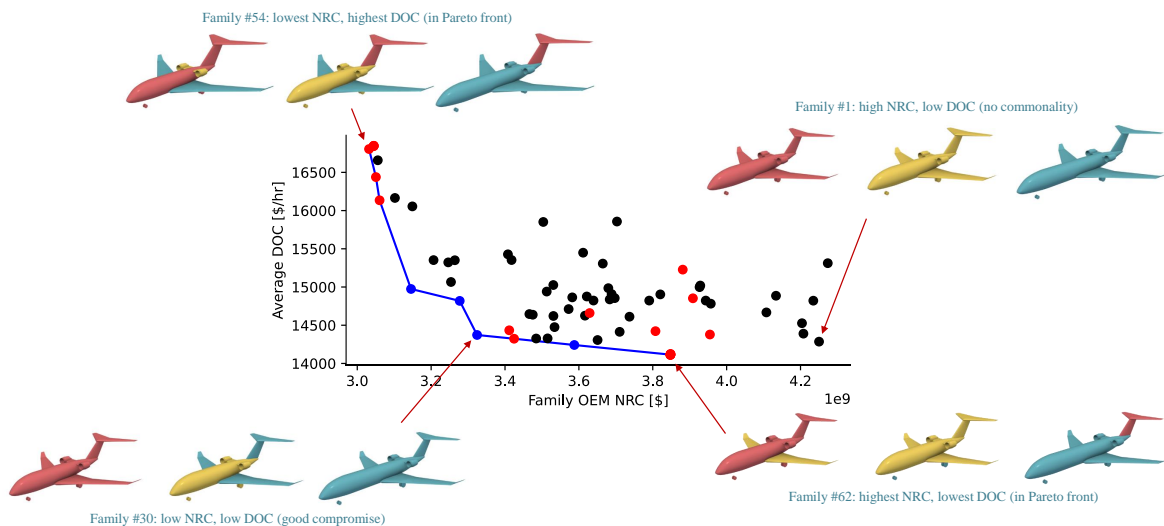 Family #54: lowest NRC, highest DOC (in Pareto front)
Family #1: high NRC, low DOC (no commonality)
Average DOC [$/hr]
16500
16000
15500
15000
14500
14000
3.0
3.2
3.4
3.6
3.8
4.0
4.2
1e9
Family OEM NRC [$]
Family #30: low NRC, low DOC (good compromise)
Family #62: highest NRC, lowest DOC (in Pareto front)